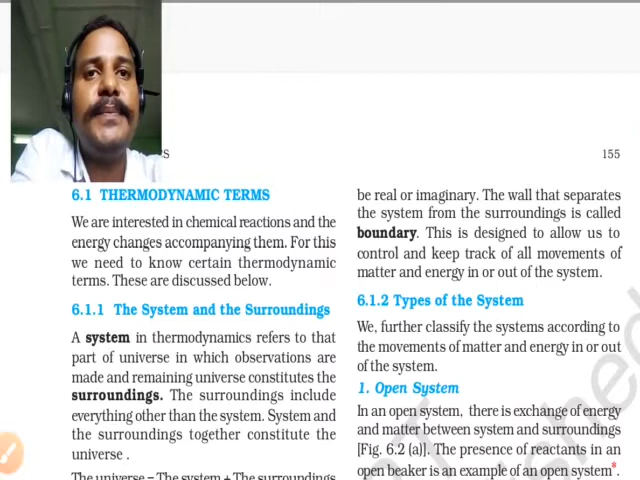 S
155
6.1 THERMODYNAMIC TERMS
We are interested in chemical reactions and the
energy changes accompanying them. For this
we need to know certain thermodynamic
terms. These are discussed below.
6.1.1 The System and the Surroundings
A system in thermodynamics refers to that
part of universe in which observations are
made and remaining universe constitutes the
surroundings. The surroundings include
everything other than the system. System and
the surroundings together constitute the
universe .
The universe = The system + The surroundings
be real or imaginary. The wall that separates
the system from the surroundings is called
boundary. This is designed to allow us to
control and keep track of all movements of
matter and energy in or out of the system.
6.1.2 Types of the System
We, further classify the systems according to
the movements of matter and energy in or out
of the system.
1. Open System
In an open system, there is exchange of energy
and matter between system and surroundings
[Fig. 6.2 (a)]. The presence of reactants in an
open beaker is an example of an open system*.